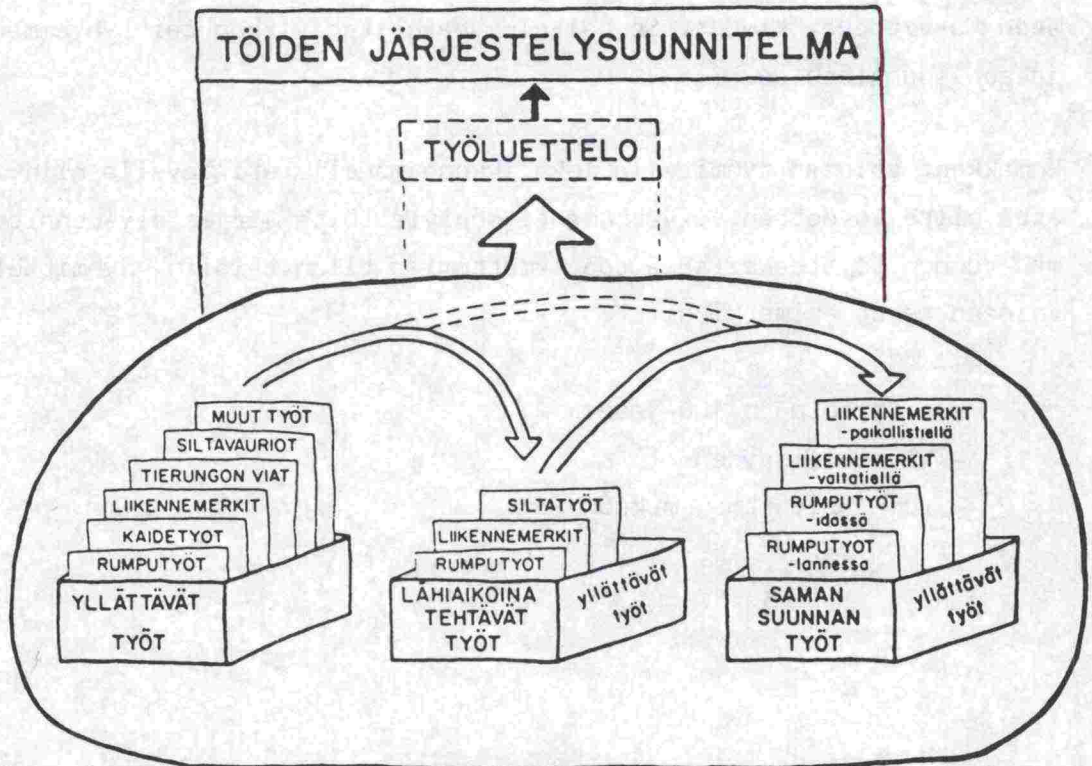 TÖIDEN JÄRJESTELYSUUNNITELMA
TYÖLUETTELO
MUUT TYÖT
SILTAVAURIOT
TIERUNGON VIAT
LIIKENNEMERKIT
KAIDETYOT
RUMPUTYÖT
YLLÄTTÄVÄT
TYÖT
SILTATYÖT
LIIKENNEMERKIT
RUMPUTYÖT
LÄHIAIKOINA
TEHTÄVÄT
TYÖT
yllättävät
työt
LIIKENNEMERKIT
-paikallistiellä
LIIKENNEMERKIT
-valtatiellä
RUMPUTYÖT
-idässä
RUMPUTYOT
-lannessa
SAMAN
SUUNNAN
TYÖT
yllättävät
työt